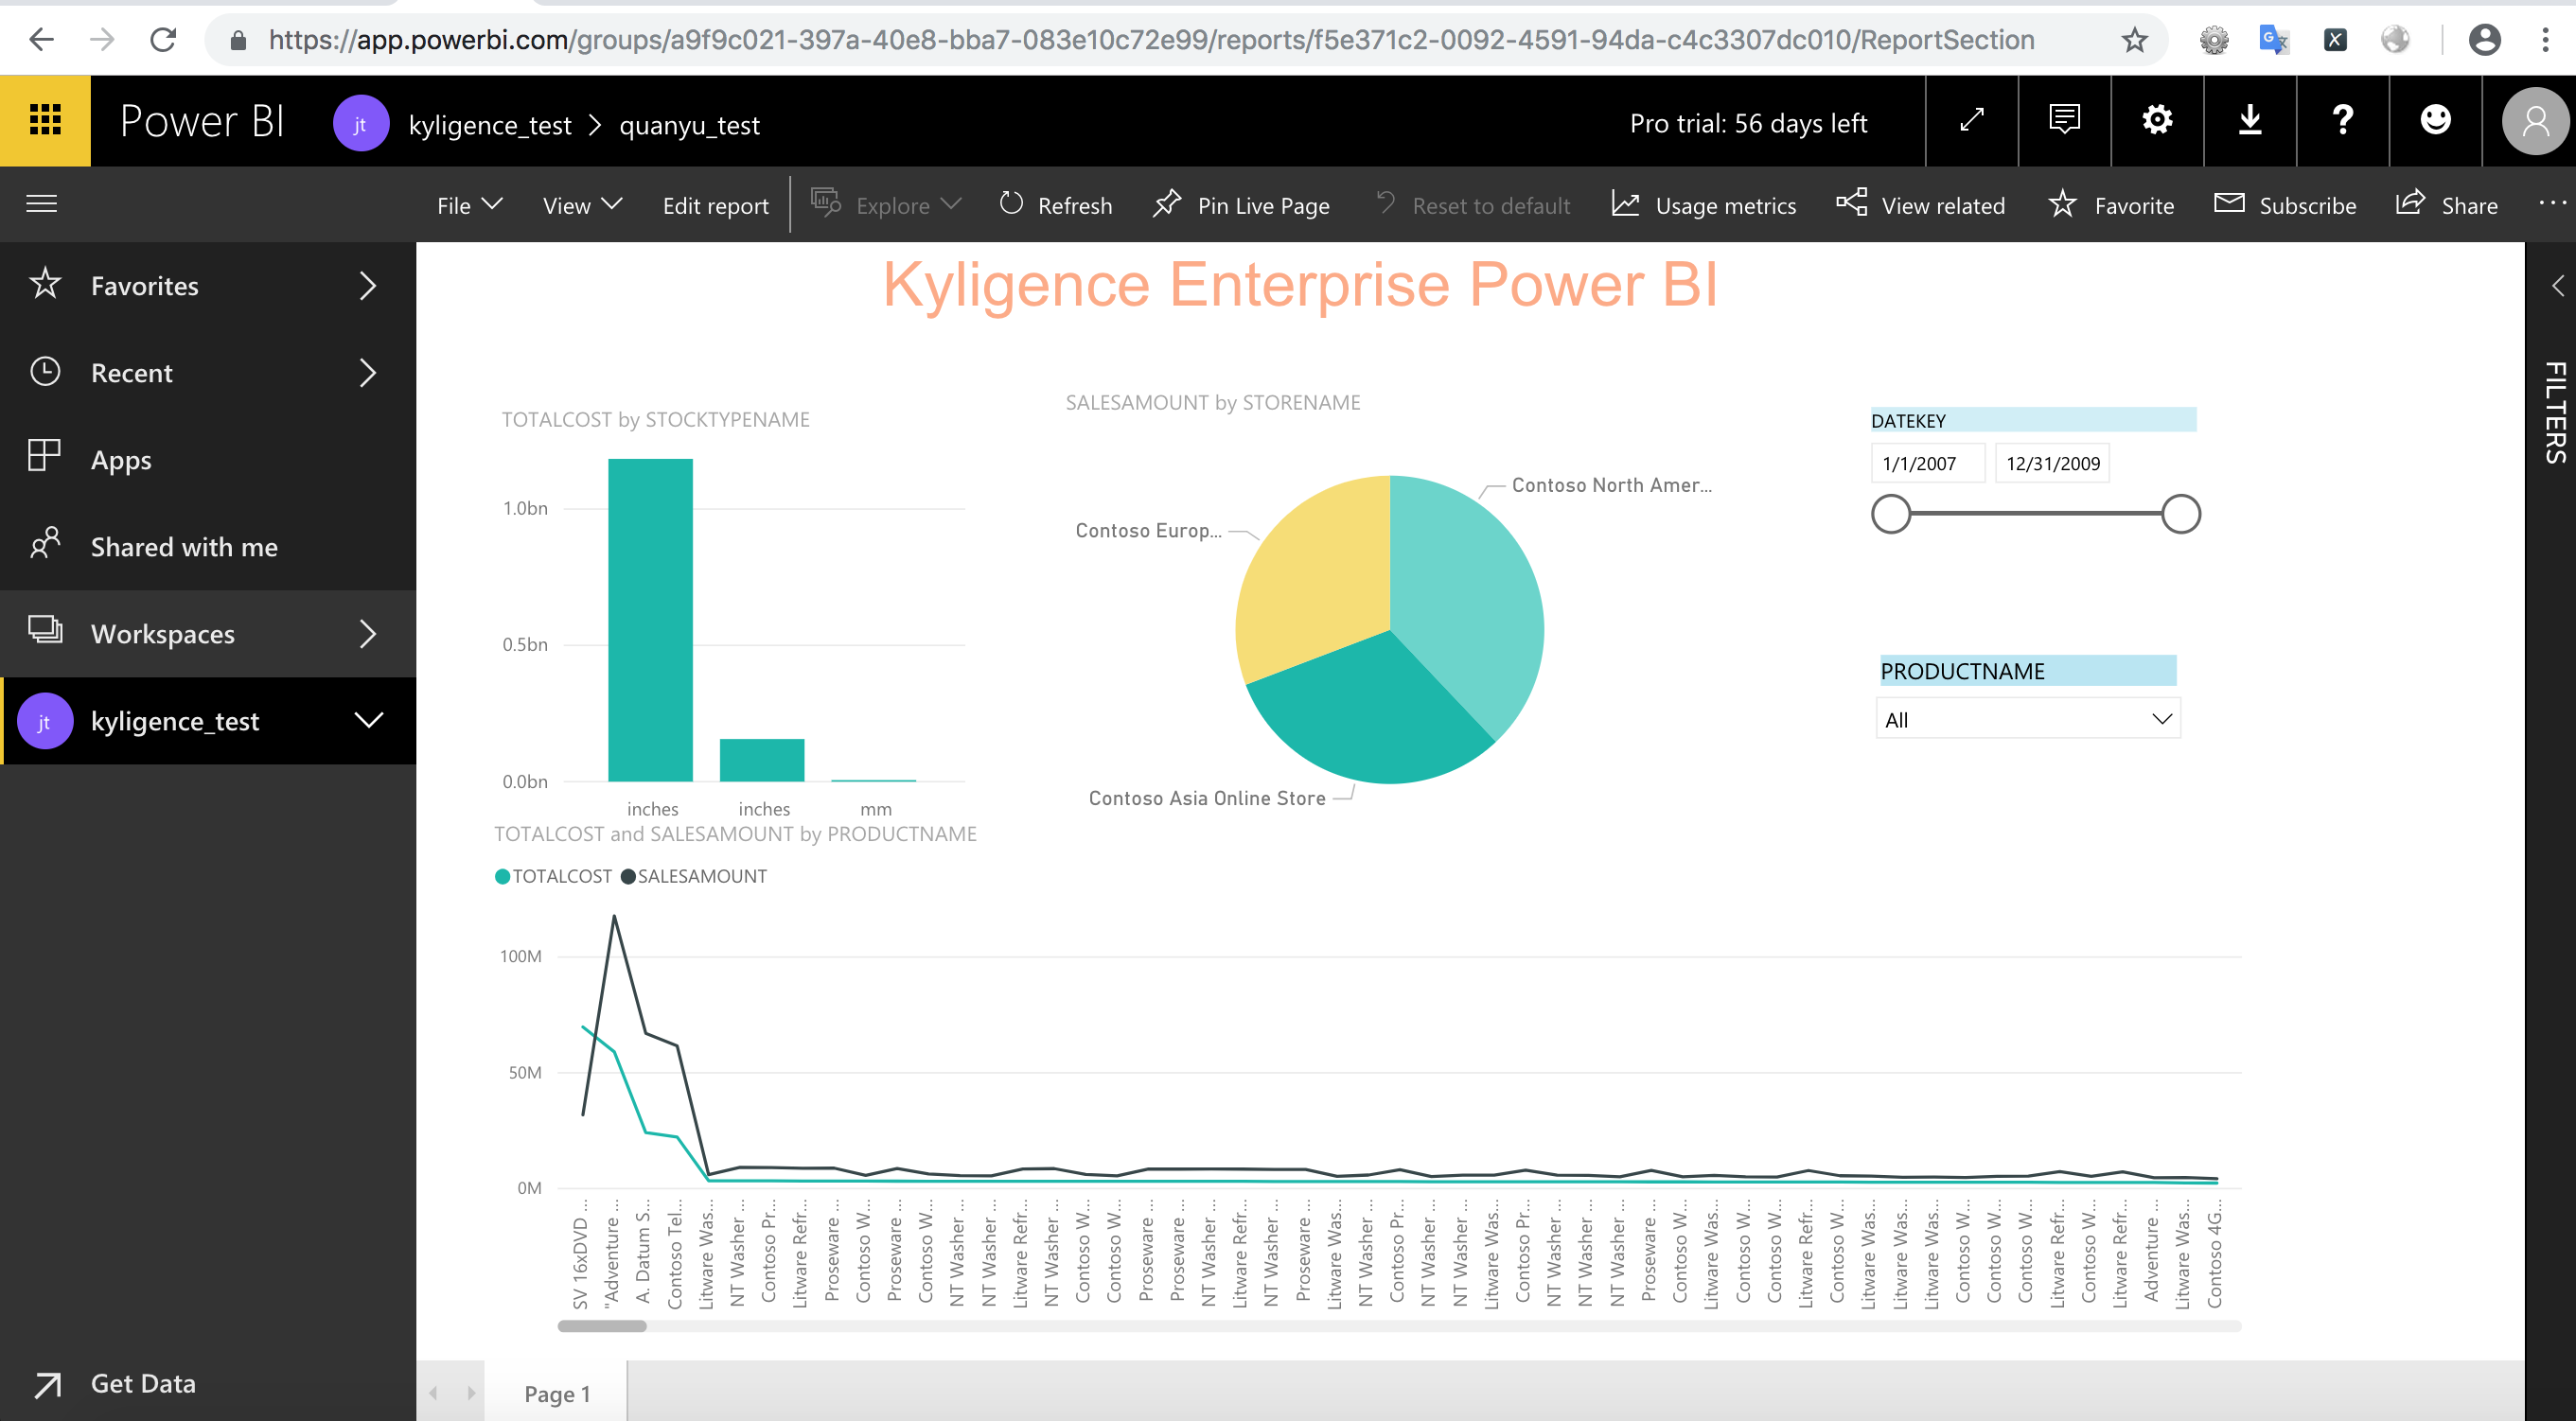 https://app.powerbi.com/groups/a9f9c021-397a-40e8-bba7-083e10c72e99/reports/f5e371c2-0092-4591-94da-c4c3307dc010/ReportSection
Power BI jt kyligence_test > quanyu_test Pro trial: 56 days left
File View Edit report Explore Refresh Pin Live Page Reset to default Usage metrics View related Favorite Subscribe Share
Favorites
Recent
Apps
Shared with me
Workspaces
jt kyligence_test
Get Data
Kyligence Enterprise Power BI
TOTALCOST by STOCKTYPENAME
1.0bn
0.5bn
0.0bn
inches inches mm
SALESAMOUNT by STORENAME
Contoso North Amer...
Contoso Europ...
Contoso Asia Online Store
DATEKEY
1/1/2007 12/31/2009
PRODUCTNAME
All
FILTERS
TOTALCOST and SALESAMOUNT by PRODUCTNAME
TOTALCOST SALESAMOUNT
100M
50M
0M
SV 16xDVD ...
"Adventure ...
A. Datum S...
Contoso Tel...
Litware Was...
NT Washer ...
Contoso Pr...
Litware Refr...
Proseware ...
Contoso W...
Proseware ...
Contoso W...
NT Washer ...
NT Washer ...
Litware Refr...
NT Washer ...
Contoso W...
Contoso W...
Proseware ...
Proseware ...
NT Washer ...
Litware Refr...
NT Washer ...
Proseware ...
Litware Was...
NT Washer ...
Contoso Pr...
NT Washer ...
NT Washer ...
Litware Was...
Contoso Pr...
NT Washer ...
NT Washer ...
NT Washer ...
Proseware ...
Contoso W...
Litware Was...
Contoso W...
Contoso W...
Litware Refr...
Contoso W...
Litware Was...
Litware Was...
Litware Was...
Contoso W...
Contoso W...
Contoso W...
Litware Refr...
Contoso W...
Litware Refr...
Adventure ...
Litware Was...
Contoso 4G...
Page 1